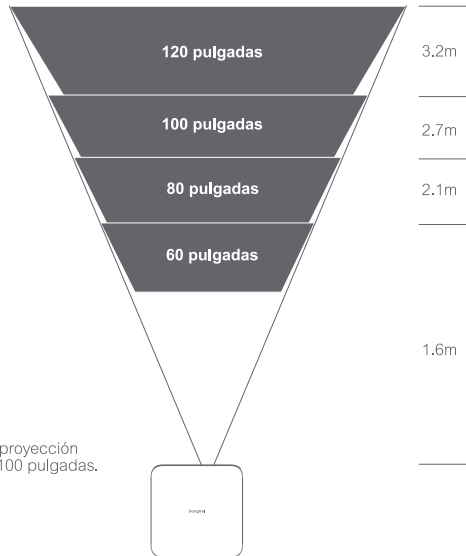 120 pulgadas
3.2m
100 pulgadas
2.7m
80 pulgadas
2.1m
60 pulgadas
1.6m
proyección
100 pulgadas.